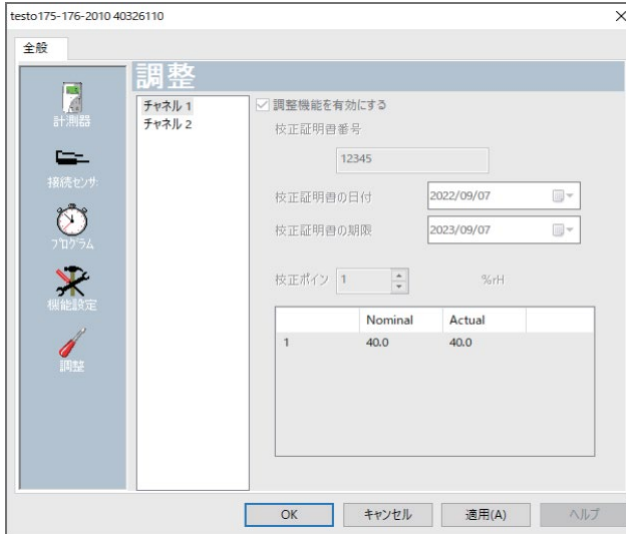 testo175-176-2010 40326110
全般
調整
計測器
接続センサ
プログラム
機能設定
調整
チャネル 1
チャネル 2
調整機能を有効にする
校正証明書番号
12345
校正証明書の日付 2022/09/07
校正証明書の期限 2023/09/07
校正ポイン 1 %rH
Nominal Actual
1 40.0 40.0
OK キャンセル 適用(A) ヘルプ